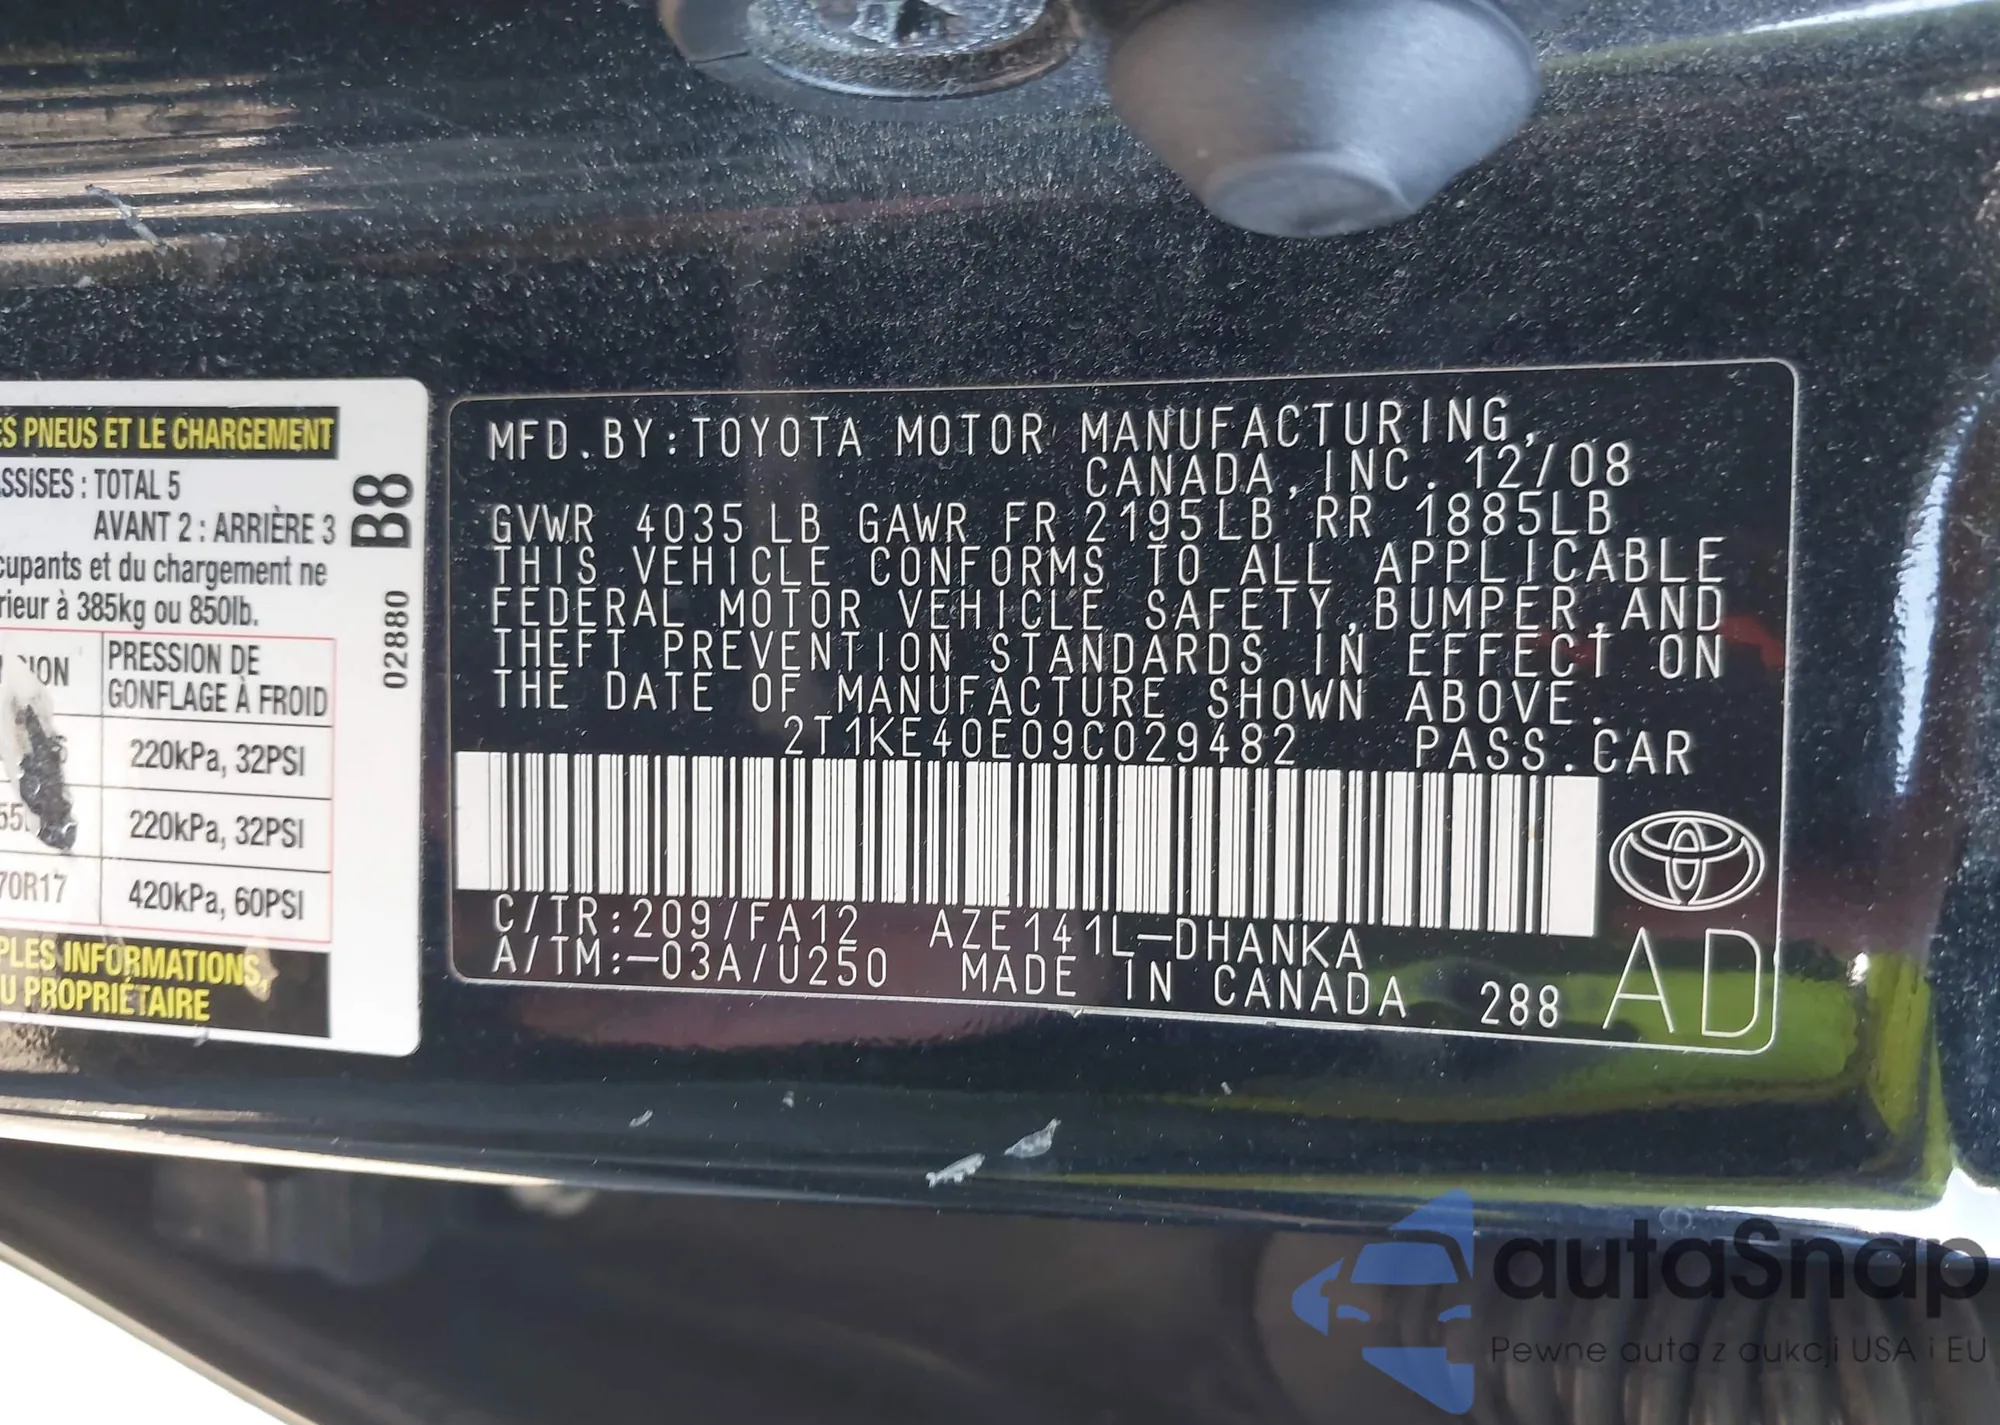 ES PNEUS ET LE CHARGEMENT
ASSISES : TOTAL 5
AVANT 2 : ARRIÈRE 3
cupants et du chargement ne
rieur à 385kg ou 850lb.
PRESSION DE
GONFLAGE À FROID
220kPa, 32PSI
220kPa, 32PSI
70R17 420kPa, 60PSI
PLES INFORMATIONS,
U PROPRIÉTAIRE
B8
02880
MFD.BY:TOYOTA MOTOR MANUFACTURING,
CANADA,INC. 12/08
GVWR 4035LB GAWR FR 2195LB RR 1885LB
THIS VEHICLE CONFORMS TO ALL APPLICABLE
FEDERAL MOTOR VEHICLE SAFETY,BUMPER,AND
THEFT PREVENTION STANDARDS IN EFFECT ON
THE DATE OF MANUFACTURE SHOWN ABOVE.
2T1KE40E09C029482 PASS.CAR
C/TR:209/FA12 AZE141L-DHANKA
A/TM:-03A/U250 MADE IN CANADA 288
AD
autoSnap
Pewne auta z aukcji USA i EU